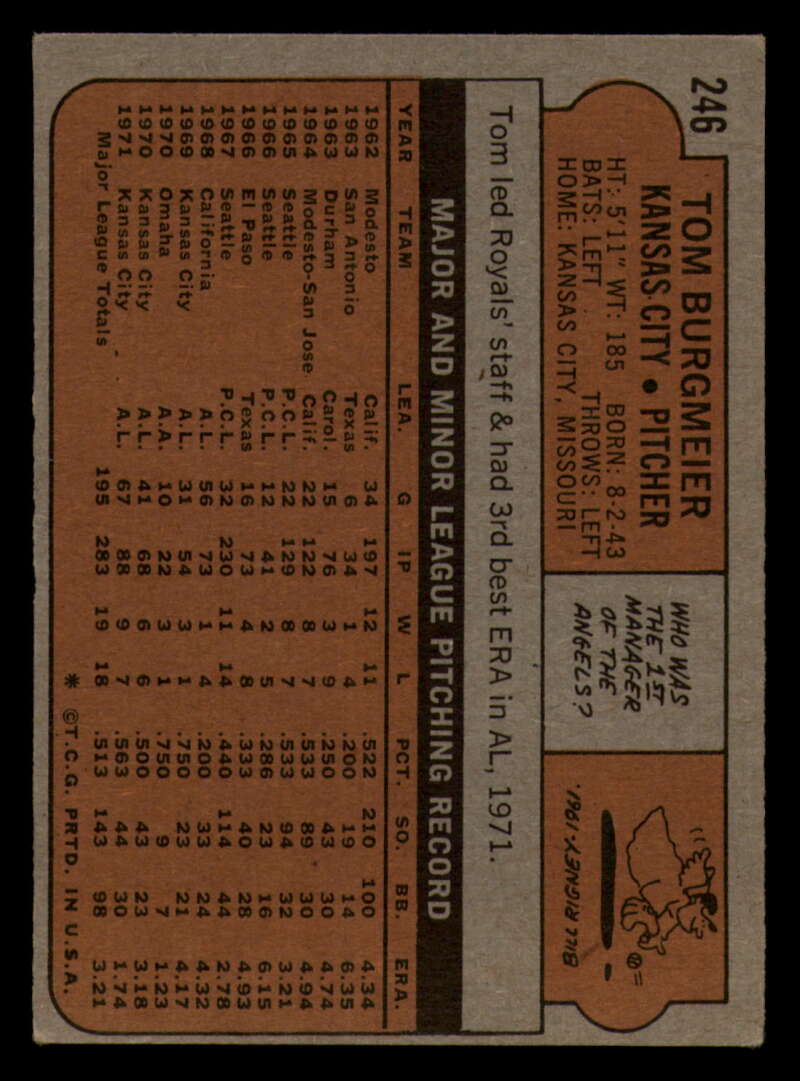 246
TOM BURGMEIER
KANSAS CITY • PITCHER
HT: 5'11" WT: 185 BORN: 8-2-43
BATS: LEFT THROWS: LEFT
HOME: KANSAS CITY, MISSOURI
WHO WAS
THE 1ST
MANAGER
OF THE
ANGELS?
BILL RIGNEY, 1961.
Tom led Royals' staff & had 3rd best ERA in AL, 1971.
MAJOR AND MINOR LEAGUE PITCHING RECORD
YEAR TEAM LEA. G IP W L PCT. SO. BB. ERA.
1962 Modesto Calif. 34 197 12 11 .522 210 100 4.34
1963 San Antonio Texas 6 34 1 4 .200 19 14 6.35
1963 Durham Carol. 15 76 3 9 .250 43 30 4.74
1964 Modesto-San Jose Calif. 22 122 8 7 .533 89 30 4.94
1965 Seattle P.C.L. 22 129 8 7 .533 94 32 3.21
1966 Seattle P.C.L. 12 41 2 5 .286 23 16 6.15
1966 El Paso Texas 16 73 4 8 .333 40 28 4.93
1967 Seattle P.C.L. 32 230 11 14 .440 114 44 2.78
1968 California A.L. 56 73 1 4 .200 33 24 4.32
1969 Kansas City A.L. 31 54 3 1 .750 23 21 4.17
1970 Omaha A.A. 10 22 3 1 .750 9 7 1.23
1970 Kansas City A.L. 41 68 6 6 .500 43 23 3.18
1971 Kansas City A.L. 67 88 9 7 .563 44 30 1.74
Major League Totals 195 283 19 18 .513 143 98 3.21
* ©T.C.G. PRTD. IN U.S.A.